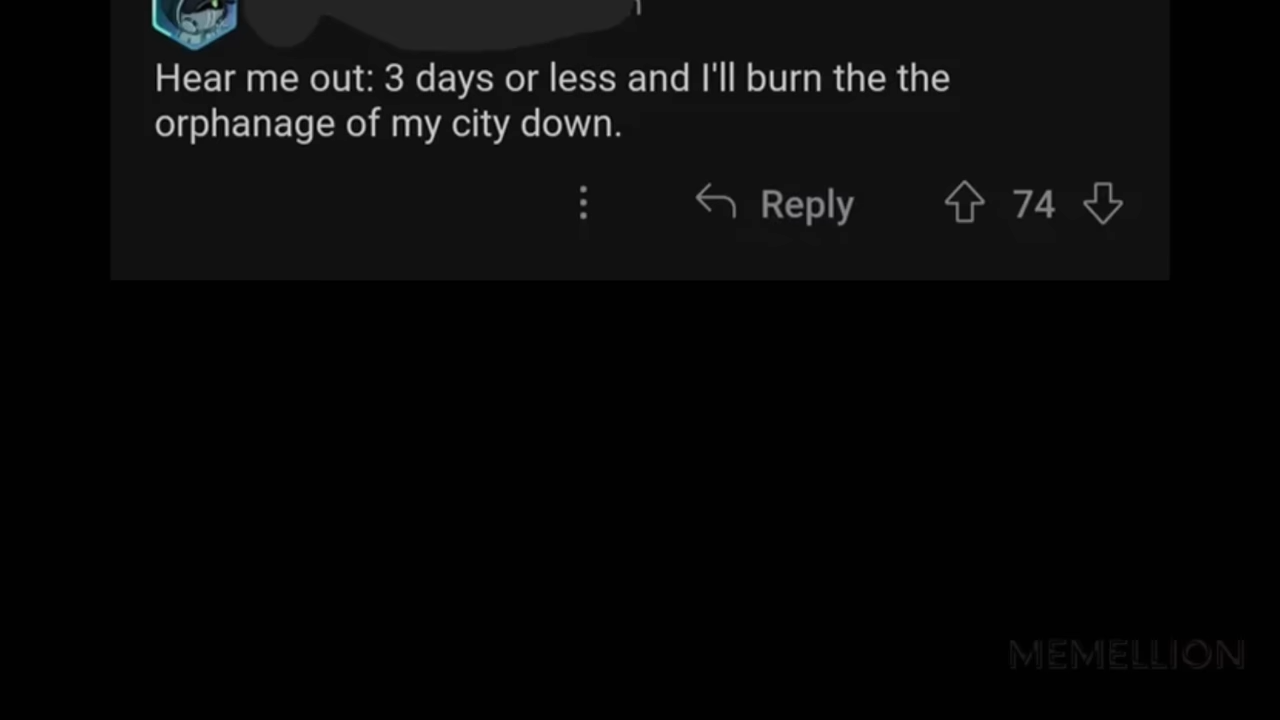 Hear me out: 3 days or less and I'll burn the the
orphanage of my city down.
Reply 74
MEMELLION